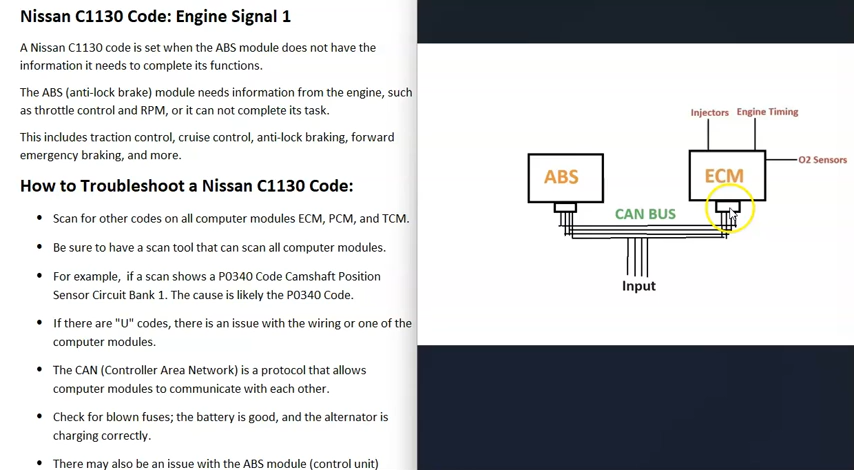 Nissan C1130 Code: Engine Signal 1
A Nissan C1130 code is set when the ABS module does not have the
information it needs to complete its functions.
The ABS (anti-lock brake) module needs information from the engine, such
as throttle control and RPM, or it can not complete its task.
This includes traction control, cruise control, anti-lock braking, forward
emergency braking, and more.
How to Troubleshoot a Nissan C1130 Code:
• Scan for other codes on all computer modules ECM, PCM, and TCM.
• Be sure to have a scan tool that can scan all computer modules.
• For example, if a scan shows a P0340 Code Camshaft Position
Sensor Circuit Bank 1. The cause is likely the P0340 Code.
• If there are "U" codes, there is an issue with the wiring or one of the
computer modules.
• The CAN (Controller Area Network) is a protocol that allows
computer modules to communicate with each other.
• Check for blown fuses; the battery is good, and the alternator is
charging correctly.
• There may also be an issue with the ABS module (control unit)
Injectors Engine Timing
O2 Sensors
ABS
ECM
CAN BUS
Input